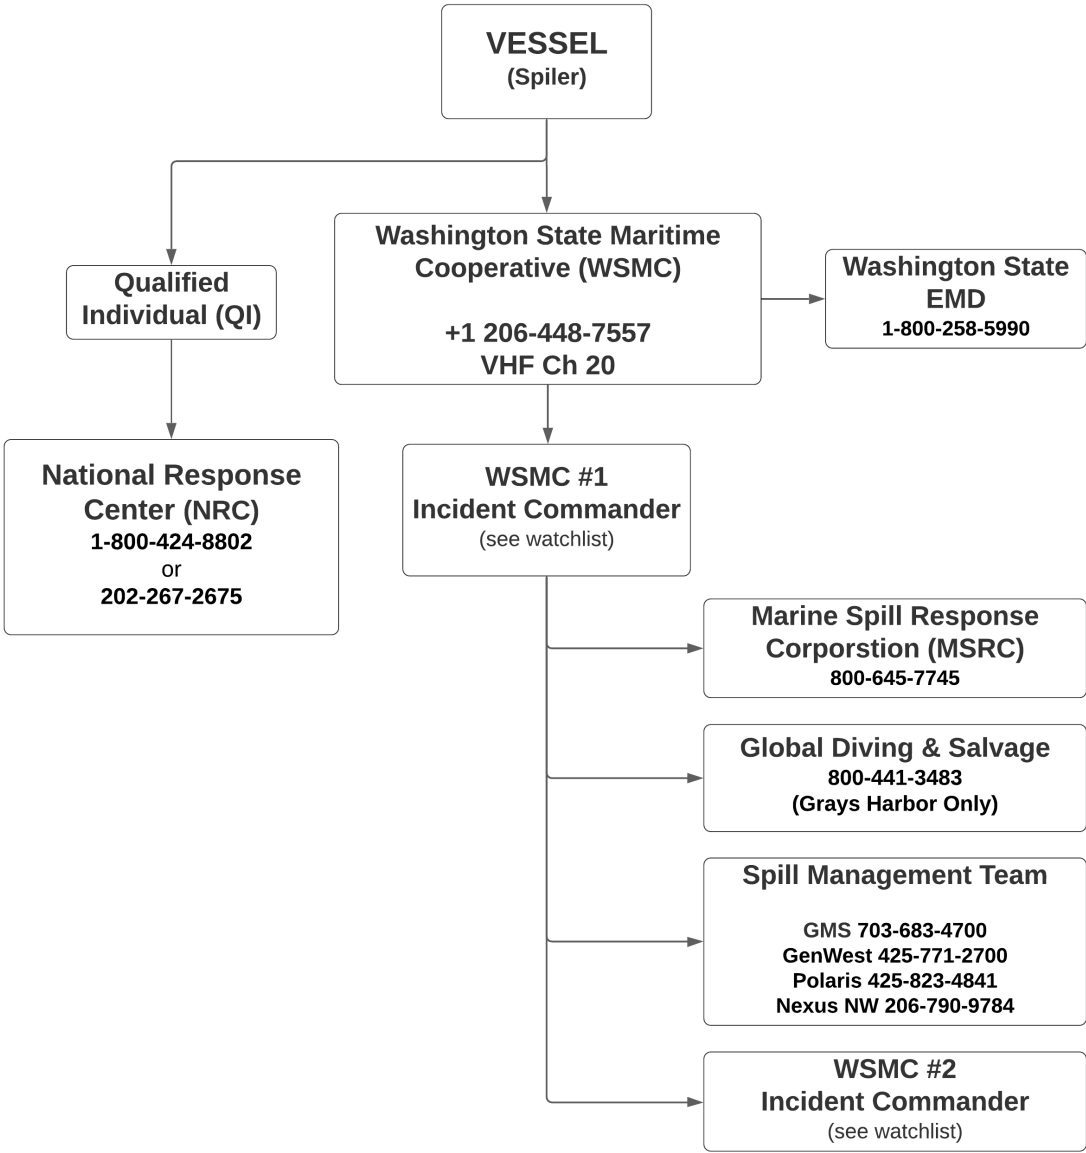 VESSEL
(Spiler)
Washington State Maritime
Cooperative (WSMC)
+1 206-448-7557
VHF Ch 20
Washington State
EMD
1-800-258-5990
Qualified
Individual (QI)
National Response
Center (NRC)
1-800-424-8802
or
202-267-2675
WSMC #1
Incident Commander
(see watchlist)
Marine Spill Response
Corporstion (MSRC)
800-645-7745
Global Diving & Salvage
800-441-3483
(Grays Harbor Only)
Spill Management Team
GMS 703-683-4700
GenWest 425-771-2700
Polaris 425-823-4841
Nexus NW 206-790-9784
WSMC #2
Incident Commander
(see watchlist)